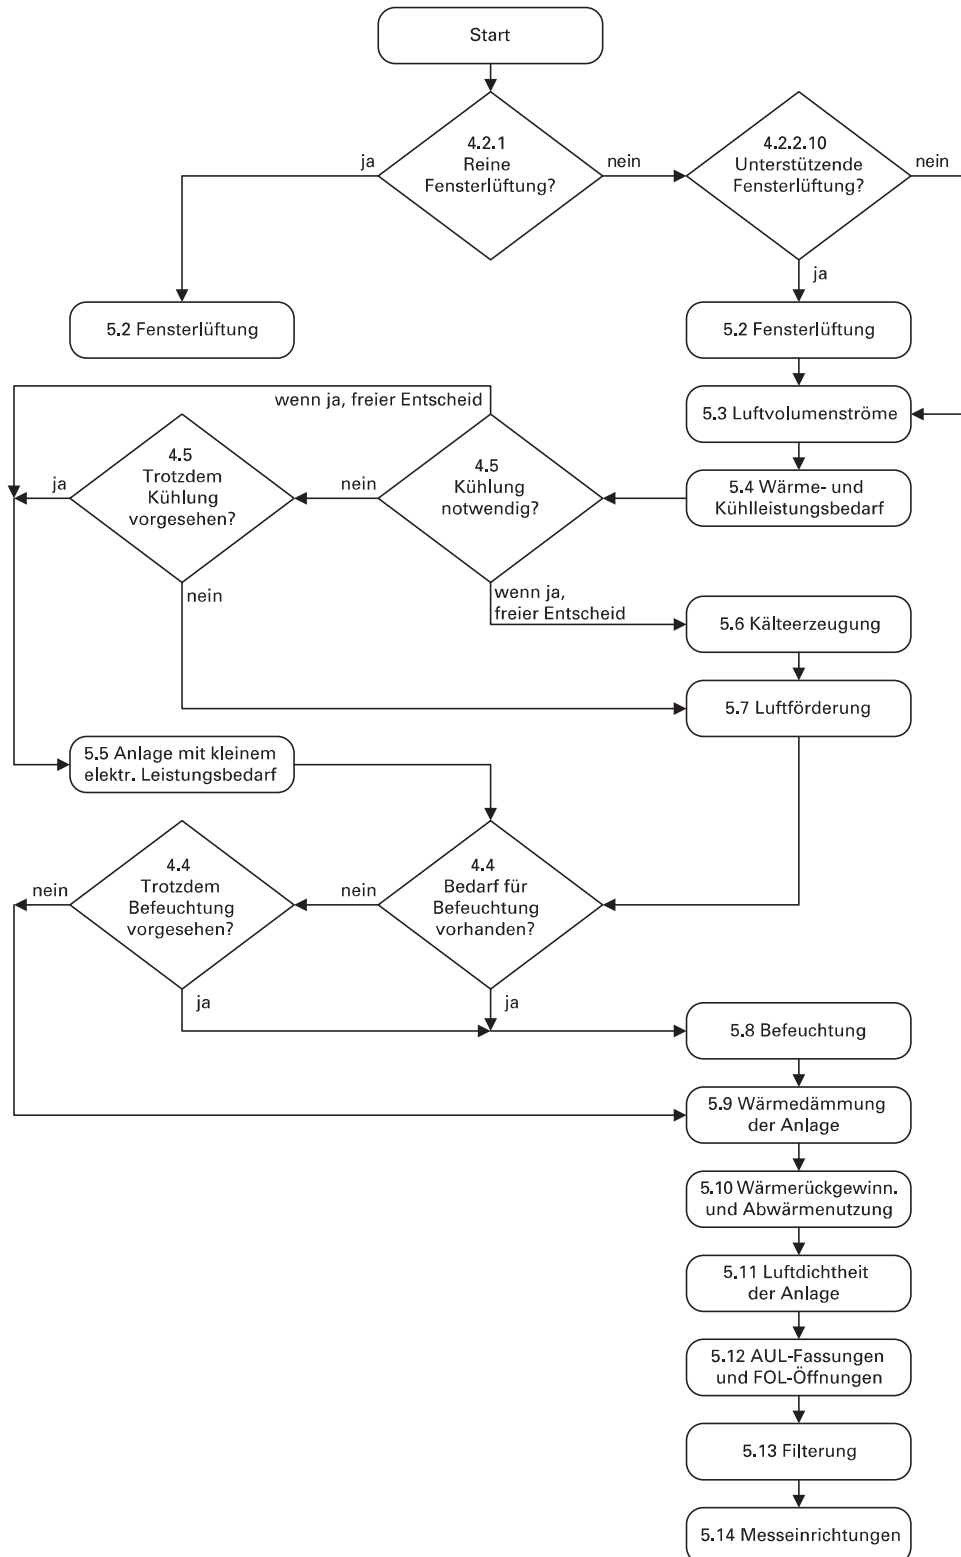 Start
4.2.1
Reine
Fensterlüftung?
ja
nein
4.2.2.10
Unterstützende
Fensterlüftung?
nein
ja
5.2 Fensterlüftung
5.2 Fensterlüftung
wenn ja, freier Entscheid
5.3 Luftvolumenströme
4.5
Trotzdem
Kühlung
vorgesehen?
ja
nein
4.5
Kühlung
notwendig?
5.4 Wärme- und
Kühlleistungsbedarf
nein
wenn ja,
freier Entscheid
5.6 Kälteerzeugung
5.7 Luftförderung
5.5 Anlage mit kleinem
elektr. Leistungsbedarf
nein
4.4
Trotzdem
Befeuchtung
vorgesehen?
nein
4.4
Bedarf für
Befeuchtung
vorhanden?
ja
ja
5.8 Befeuchtung
5.9 Wärmedämmung
der Anlage
5.10 Wärmerückgewinn.
und Abwärmenutzung
5.11 Luftdichtheit
der Anlage
5.12 AUL-Fassungen
und FOL-Öffnungen
5.13 Filterung
5.14 Messeinrichtungen